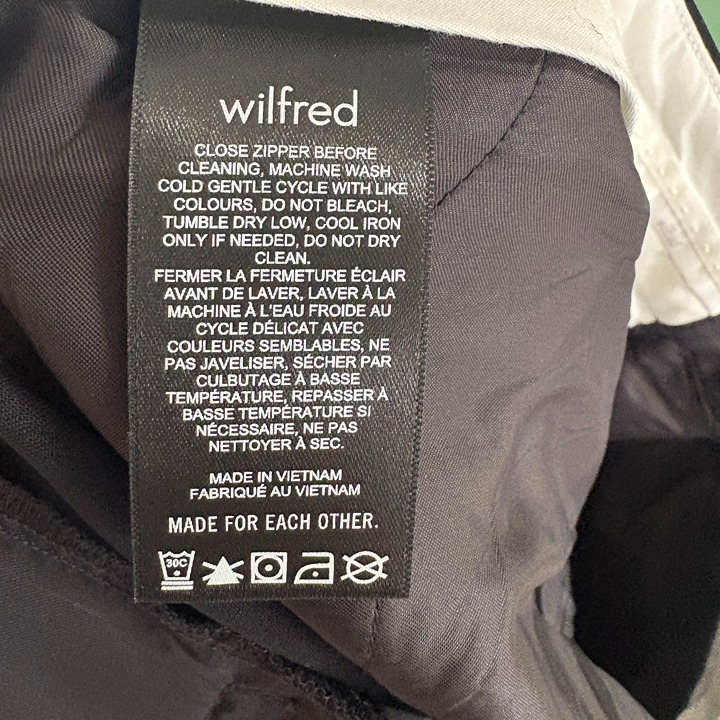 wilfred
CLOSE ZIPPER BEFORE
CLEANING, MACHINE WASH
COLD GENTLE CYCLE WITH LIKE
COLOURS, DO NOT BLEACH,
TUMBLE DRY LOW, COOL IRON
ONLY IF NEEDED, DO NOT DRY
CLEAN.
FERMER LA FERMETURE ÉCLAIR
AVANT DE LAVER, LAVER À LA
MACHINE À L'EAU FROIDE AU
CYCLE DÉLICAT AVEC
COULEURS SEMBLABLES, NE
PAS JAVELISER, SÉCHER PAR
CULBUTAGE À BASSE
TEMPÉRATURE, REPASSER À
BASSE TEMPÉRATURE SI
NÉCESSAIRE, NE PAS
NETTOYER À SEC.
MADE IN VIETNAM
FABRIQUÉ AU VIETNAM
MADE FOR EACH OTHER.
30C